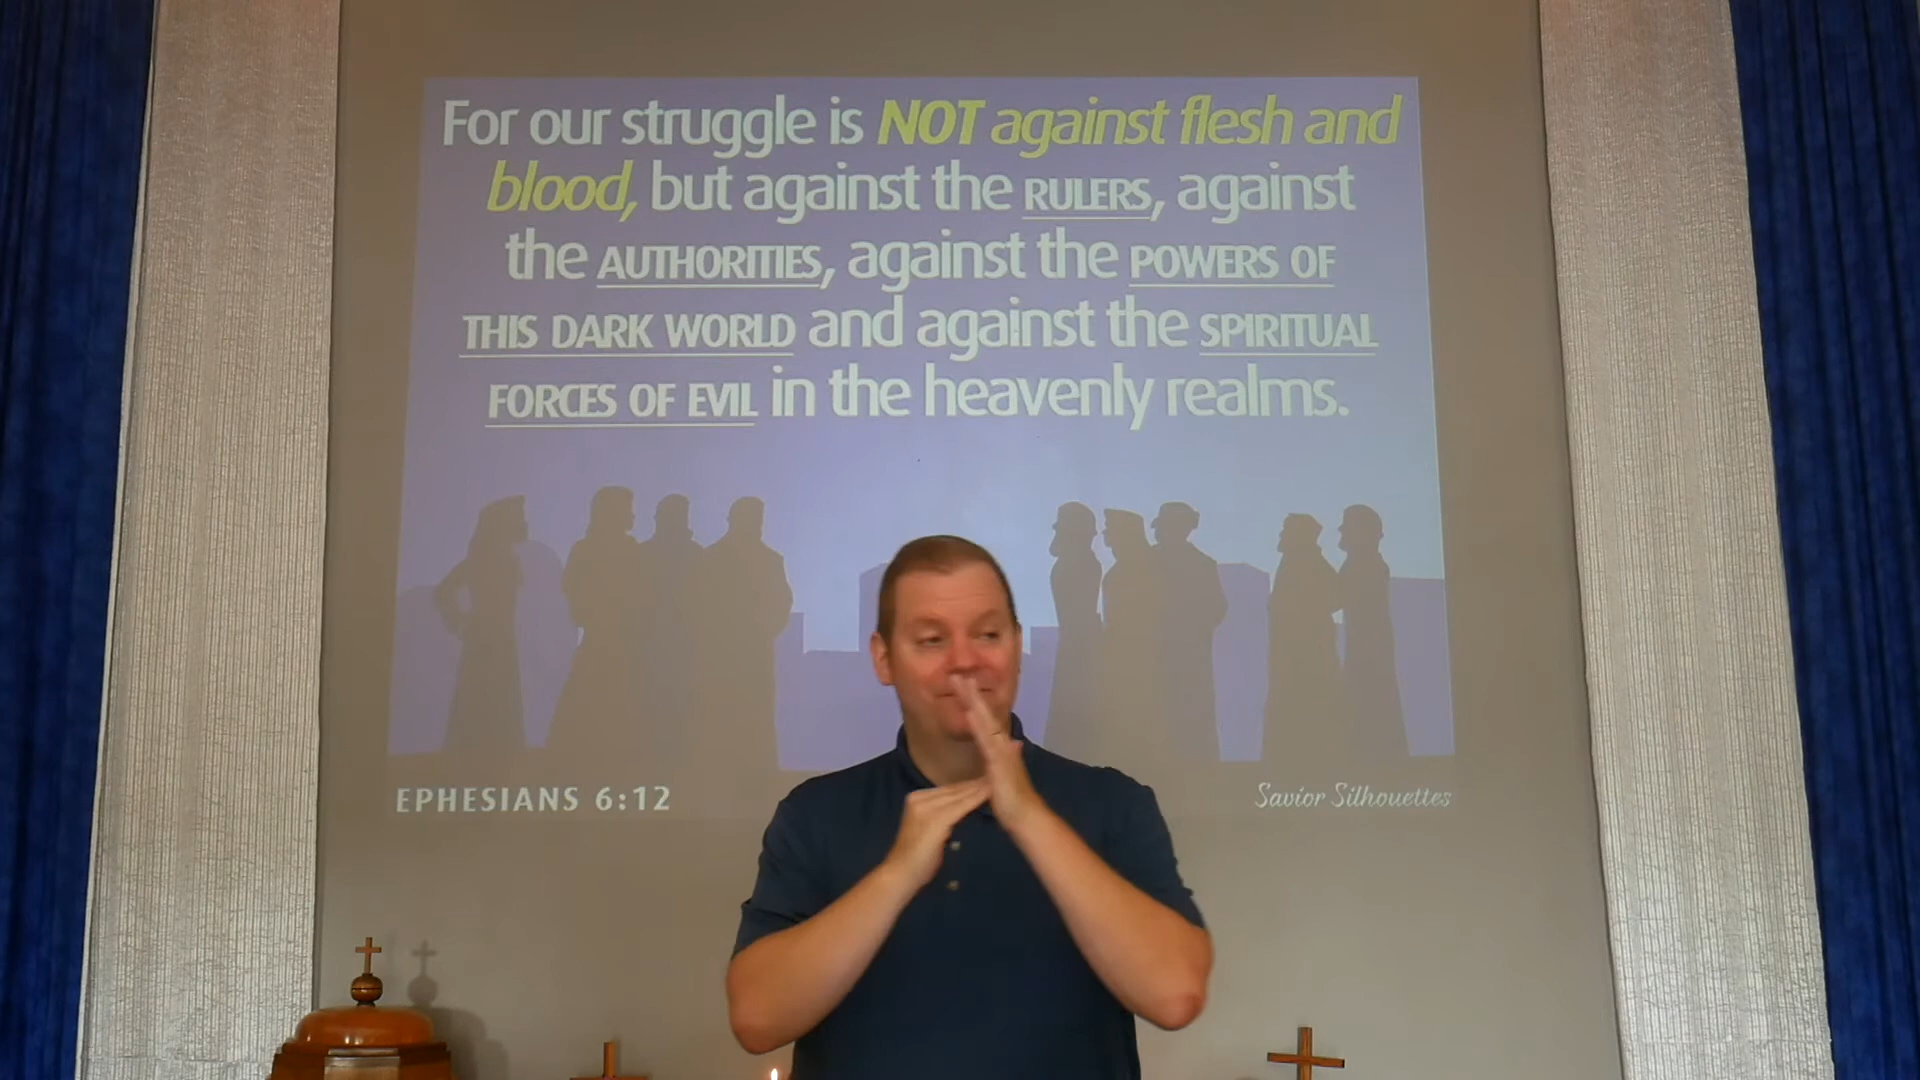 For our struggle is NOT against flesh and
blood, but against the RULERS, against
the AUTHORITIES, against the POWERS OF
THIS DARK WORLD and against the SPIRITUAL
FORCES OF EVIL in the heavenly realms.
EPHESIANS 6:12
Savior Silhouettes